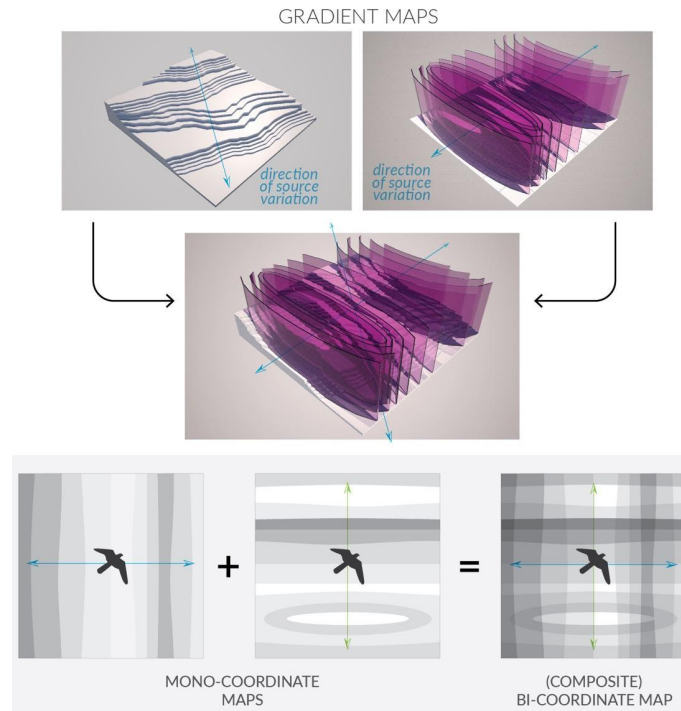 GRADIENT MAPS
direction
of source
variation
direction
of source
variation
+
=
MONO-COORDINATE
MAPS
(COMPOSITE)
BI-COORDINATE MAP